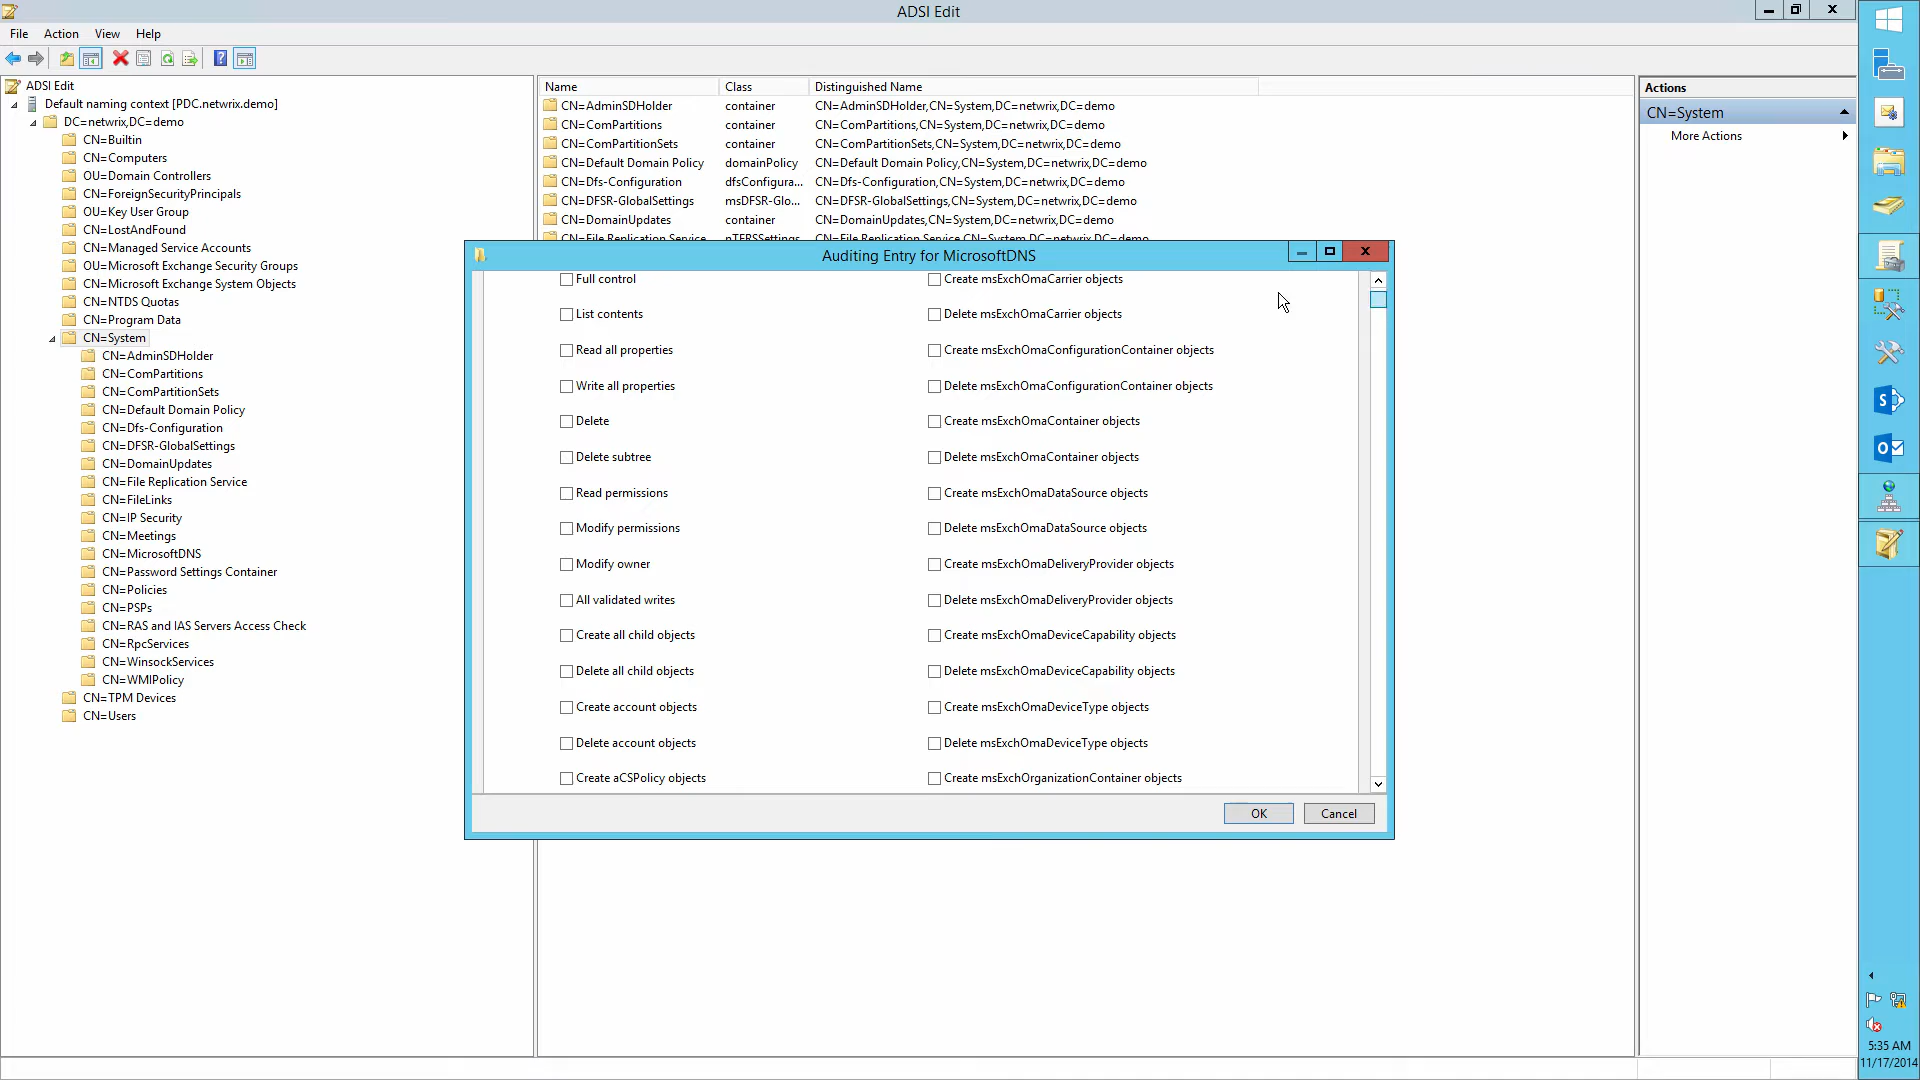 ADSI Edit
File Action View Help
ADSI Edit
Default naming context [PDC.netwrix.demo]
DC=netwrix,DC=demo
CN=Builtin
CN=Computers
OU=Domain Controllers
CN=ForeignSecurityPrincipals
OU=Key User Group
CN=LostAndFound
CN=Managed Service Accounts
OU=Microsoft Exchange Security Groups
CN=Microsoft Exchange System Objects
CN=NTDS Quotas
CN=Program Data
CN=System
CN=AdminSDHolder
CN=ComPartitions
CN=ComPartitionSets
CN=Default Domain Policy
CN=Dfs-Configuration
CN=DFSR-GlobalSettings
CN=DomainUpdates
CN=File Replication Service
CN=FileLinks
CN=IP Security
CN=Meetings
CN=MicrosoftDNS
CN=Password Settings Container
CN=Policies
CN=PSPs
CN=RAS and IAS Servers Access Check
CN=RpcServices
CN=WinsockServices
CN=WMIPolicy
CN=TPM Devices
CN=Users
Name Class Distinguished Name
CN=AdminSDHolder container CN=AdminSDHolder,CN=System,DC=netwrix,DC=demo
CN=ComPartitions container CN=ComPartitions,CN=System,DC=netwrix,DC=demo
CN=ComPartitionSets container CN=ComPartitionSets,CN=System,DC=netwrix,DC=demo
CN=Default Domain Policy domainPolicy CN=Default Domain Policy,CN=System,DC=netwrix,DC=demo
CN=Dfs-Configuration dfsConfigura... CN=Dfs-Configuration,CN=System,DC=netwrix,DC=demo
CN=DFSR-GlobalSettings msDFSR-Glo... CN=DFSR-GlobalSettings,CN=System,DC=netwrix,DC=demo
CN=DomainUpdates container CN=DomainUpdates,CN=System,DC=netwrix,DC=demo
CN=File Replication Service nTFRSSettings CN=File Replication Service,CN=System,DC=netwrix,DC=demo
Auditing Entry for MicrosoftDNS
Full control
List contents
Read all properties
Write all properties
Delete
Delete subtree
Read permissions
Modify permissions
Modify owner
All validated writes
Create all child objects
Delete all child objects
Create account objects
Delete account objects
Create aCSPolicy objects
Create msExchOmaCarrier objects
Delete msExchOmaCarrier objects
Create msExchOmaConfigurationContainer objects
Delete msExchOmaConfigurationContainer objects
Create msExchOmaContainer objects
Delete msExchOmaContainer objects
Create msExchOmaDataSource objects
Delete msExchOmaDataSource objects
Create msExchOmaDeliveryProvider objects
Delete msExchOmaDeliveryProvider objects
Create msExchOmaDeviceCapability objects
Delete msExchOmaDeviceCapability objects
Create msExchOmaDeviceType objects
Delete msExchOmaDeviceType objects
Create msExchOrganizationContainer objects
OK Cancel
Actions
CN=System
More Actions
5:35 AM
11/17/2014